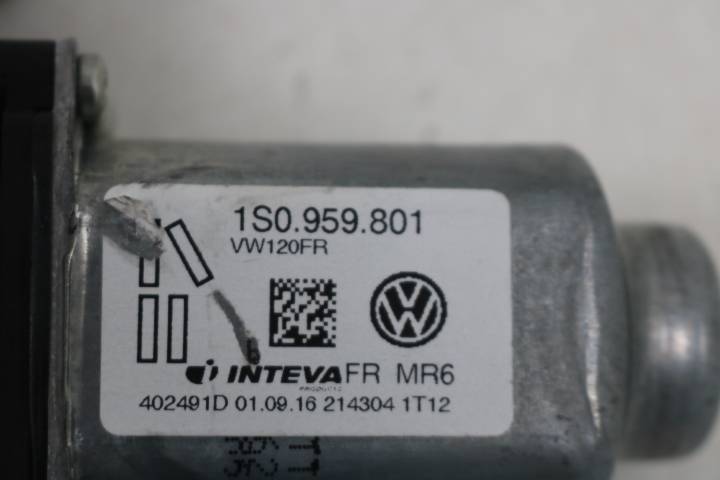 1S0.959.801
VW120FR
INTEVA FR MR6
402491D 01.09.16 214304 1T12